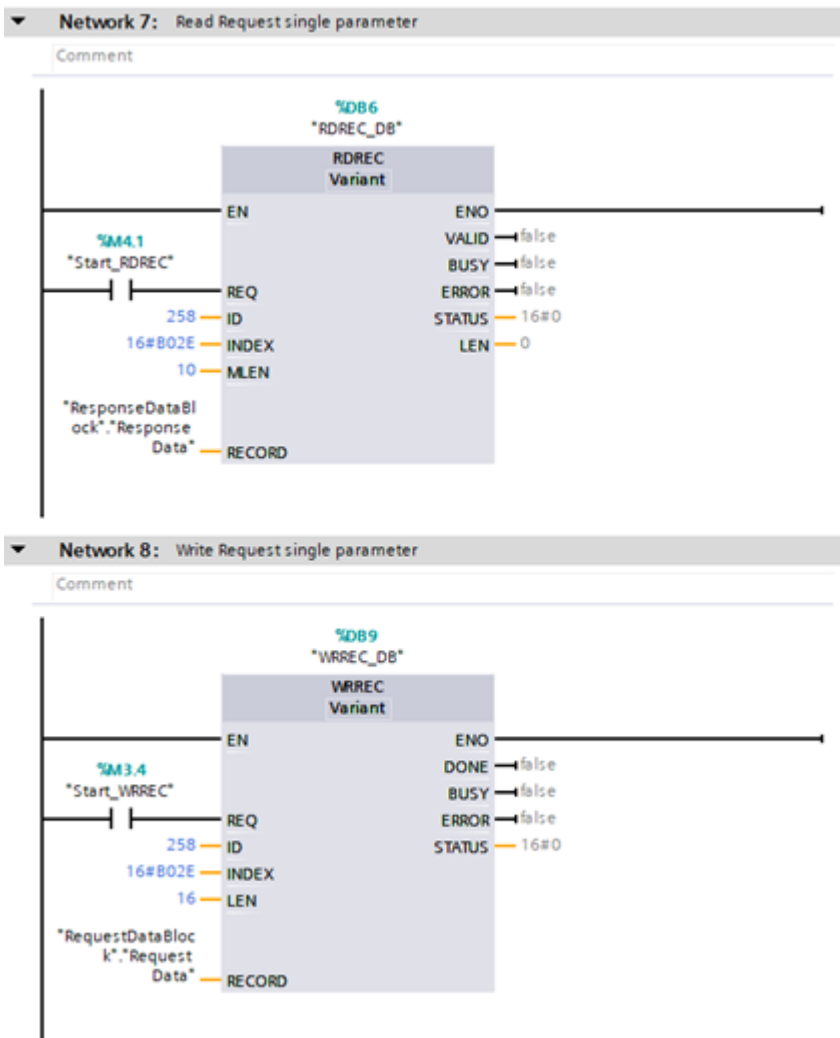 Network 7: Read Request single parameter
Comment
%DB6
"RDREC_DB"
RDREC
Variant
EN ENO
%M4.1 VALID false
"Start_RDREC" BUSY false
REQ ERROR false
258 ID STATUS 16#0
16#B02E INDEX LEN 0
10 MLEN
"ResponseDataBl
ock"."Response
Data" RECORD
Network 8: Write Request single parameter
Comment
%DB9
"WRREC_DB"
WRREC
Variant
EN ENO
%M3.4 DONE false
"Start_WRREC" BUSY false
REQ ERROR false
258 ID STATUS 16#0
16#B02E INDEX
16 LEN
"RequestDataBloc
k"."Request
Data" RECORD